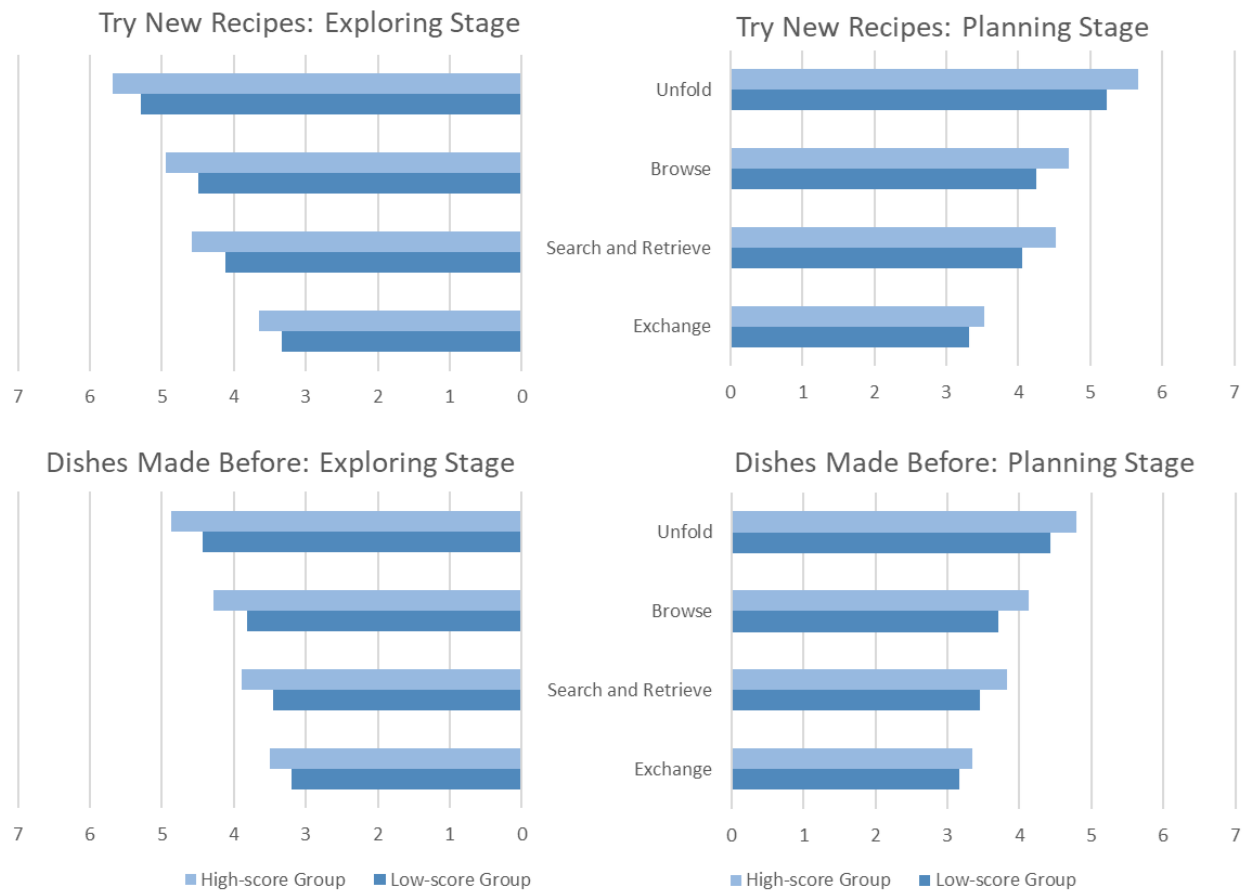 Try New Recipes: Exploring Stage
7 6 5 4 3 2 1 0
Try New Recipes: Planning Stage
Unfold
Browse
Search and Retrieve
Exchange
0 1 2 3 4 5 6 7
Dishes Made Before: Exploring Stage
7 6 5 4 3 2 1 0
Dishes Made Before: Planning Stage
Unfold
Browse
Search and Retrieve
Exchange
0 1 2 3 4 5 6 7
High-score Group Low-score Group
High-score Group Low-score Group